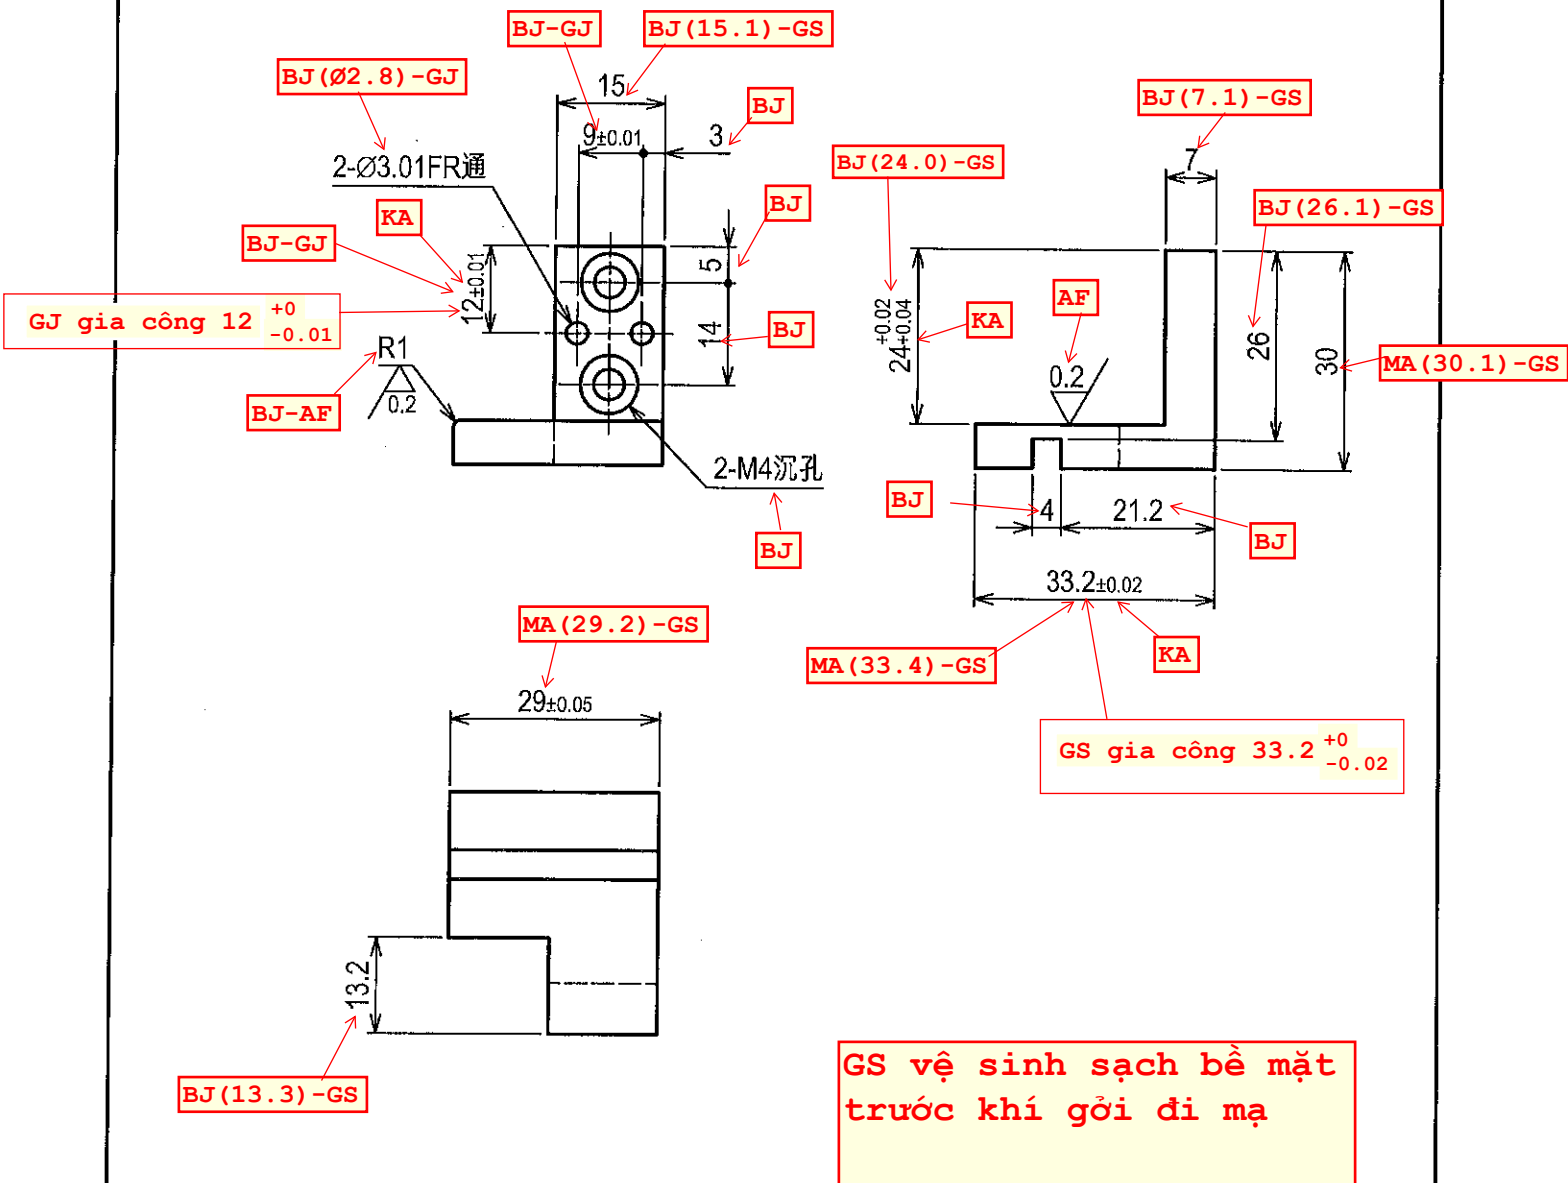 BJ-GJ
BJ(15.1)-GS
BJ(Ø2.8)-GJ
15
BJ
BJ(7.1)-GS
9±0.01
3
2-Ø3.01FR通
7
BJ(24.0)-GS
KA
BJ
BJ(26.1)-GS
BJ-GJ
12±0.01
5
GJ gia công 12 +0
-0.01
14
BJ
24+0.02
+0.04
KA
AF
26
30
R1
0.2
0.2
MA(30.1)-GS
BJ-AF
2-M4沉孔
BJ
BJ
4
21.2
BJ
33.2±0.02
MA(29.2)-GS
MA(33.4)-GS
KA
29±0.05
GS gia công 33.2 +0
-0.02
13.2
BJ(13.3)-GS
GS vệ sinh sạch bề mặt
trước khí gởi đi mạ